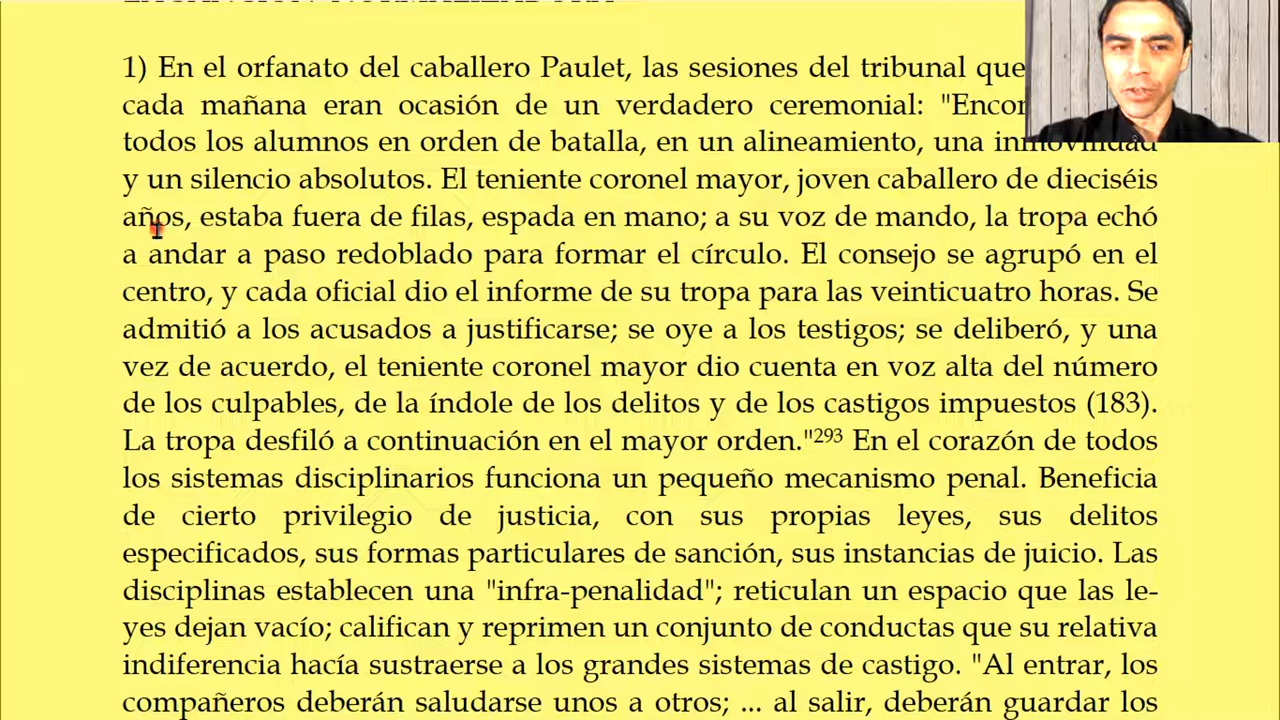 1) En el orfanato del caballero Paulet, las sesiones del tribunal que
cada mañana eran ocasión de un verdadero ceremonial:
todos los alumnos en orden de batalla, en un alineamiento, una inmovilidad
y un silencio absolutos. El teniente coronel mayor, joven caballero de dieciséis
años, estaba fuera de filas, espada en mano; a su voz de mando, la tropa echó
a andar a paso redoblado para formar el círculo. El consejo se agrupó en el
centro, y cada oficial dio el informe de su tropa para las veinticuatro horas. Se
admitió a los acusados a justificarse; se oye a los testigos; se deliberó, y una
vez de acuerdo, el teniente coronel mayor dio cuenta en voz alta del número
de los culpables, de la índole de los delitos y de los castigos impuestos (183).
La tropa desfiló a continuación en el mayor orden."293 En el corazón de todos
los sistemas disciplinarios funciona un pequeño mecanismo penal. Beneficia
de cierto privilegio de justicia, con sus propias leyes, sus delitos
especificados, sus formas particulares de sanción, sus instancias de juicio. Las
disciplinas establecen una "infra-penalidad"; reticulan un espacio que las le-
yes dejan vacío; califican y reprimen un conjunto de conductas que su relativa
indiferencia hacía sustraerse a los grandes sistemas de castigo. "Al entrar, los
compañeros deberán saludarse unos a otros; ... al salir, deberán guardar los